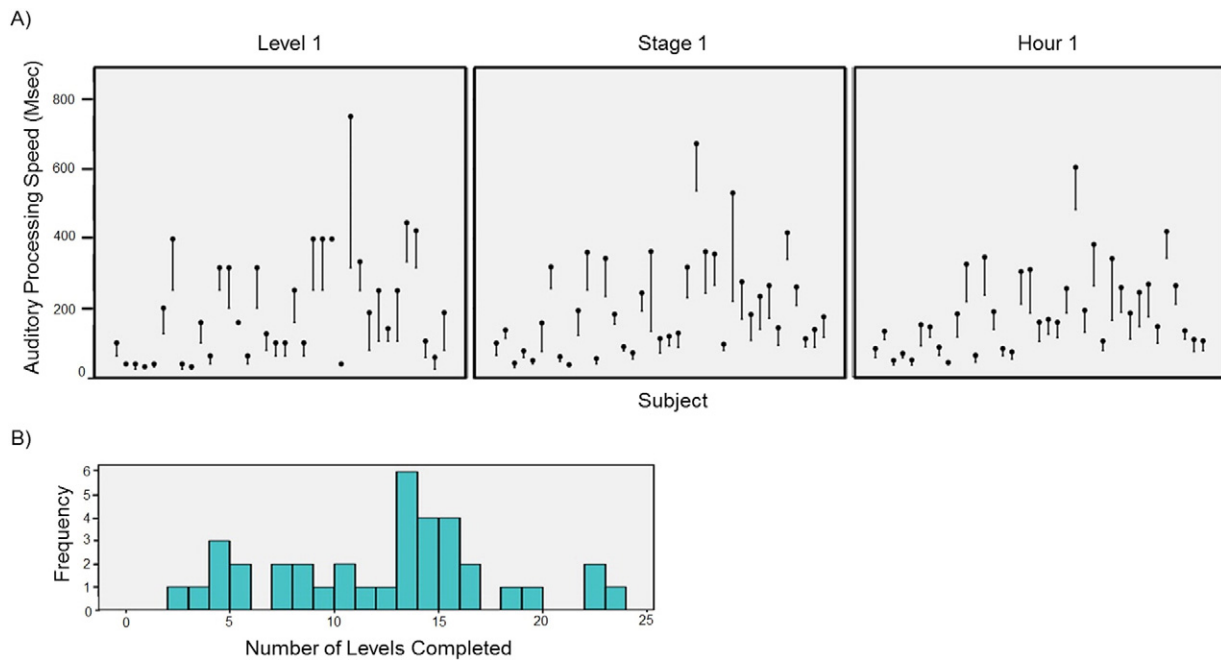 A)
Level 1 Stage 1 Hour 1
Auditory Processing Speed (Msec)
800
600
400
200
0
Subject
B)
Frequency
6
5
4
3
2
1
0
0 5 10 15 20 25
Number of Levels Completed